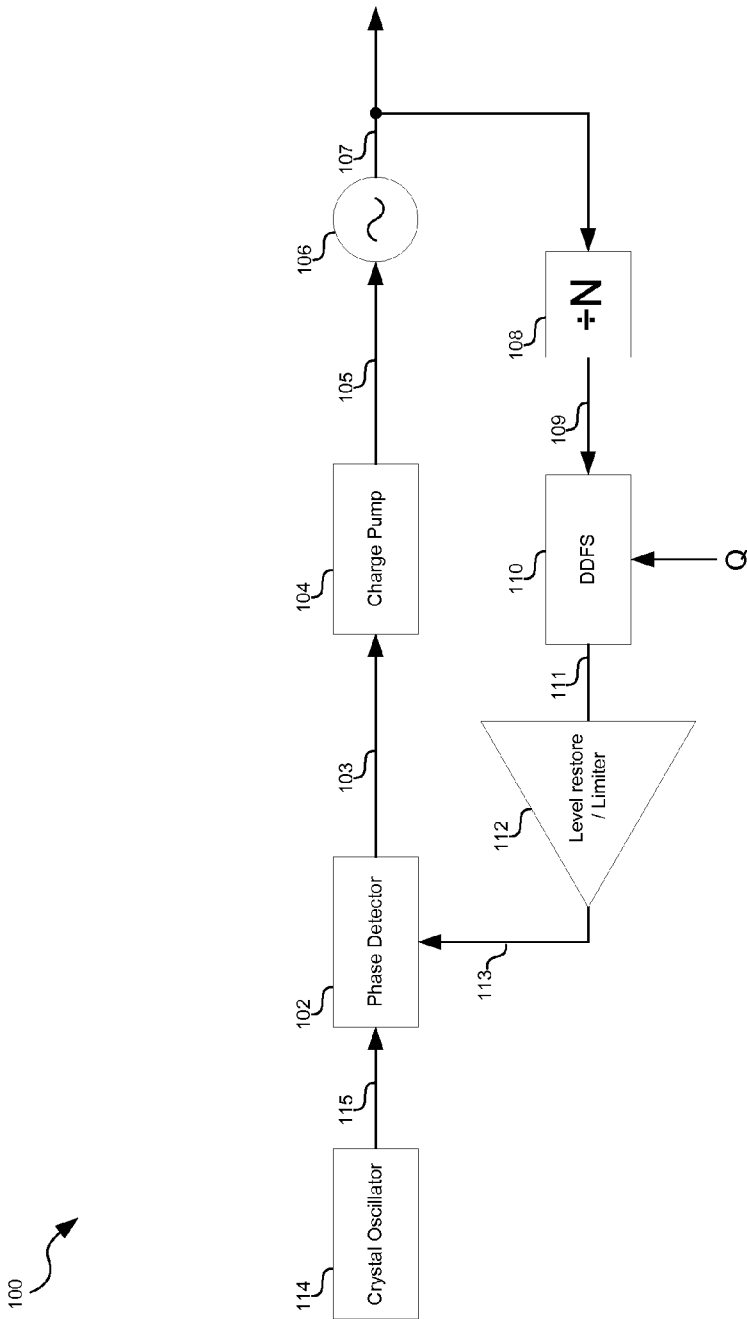 100
114
Crystal Oscillator
115
102
Phase Detector
103
104
Charge Pump
105
106
107
113
112
Level restore
/ Limiter
111
110
DDFS
109
108
÷N
Q